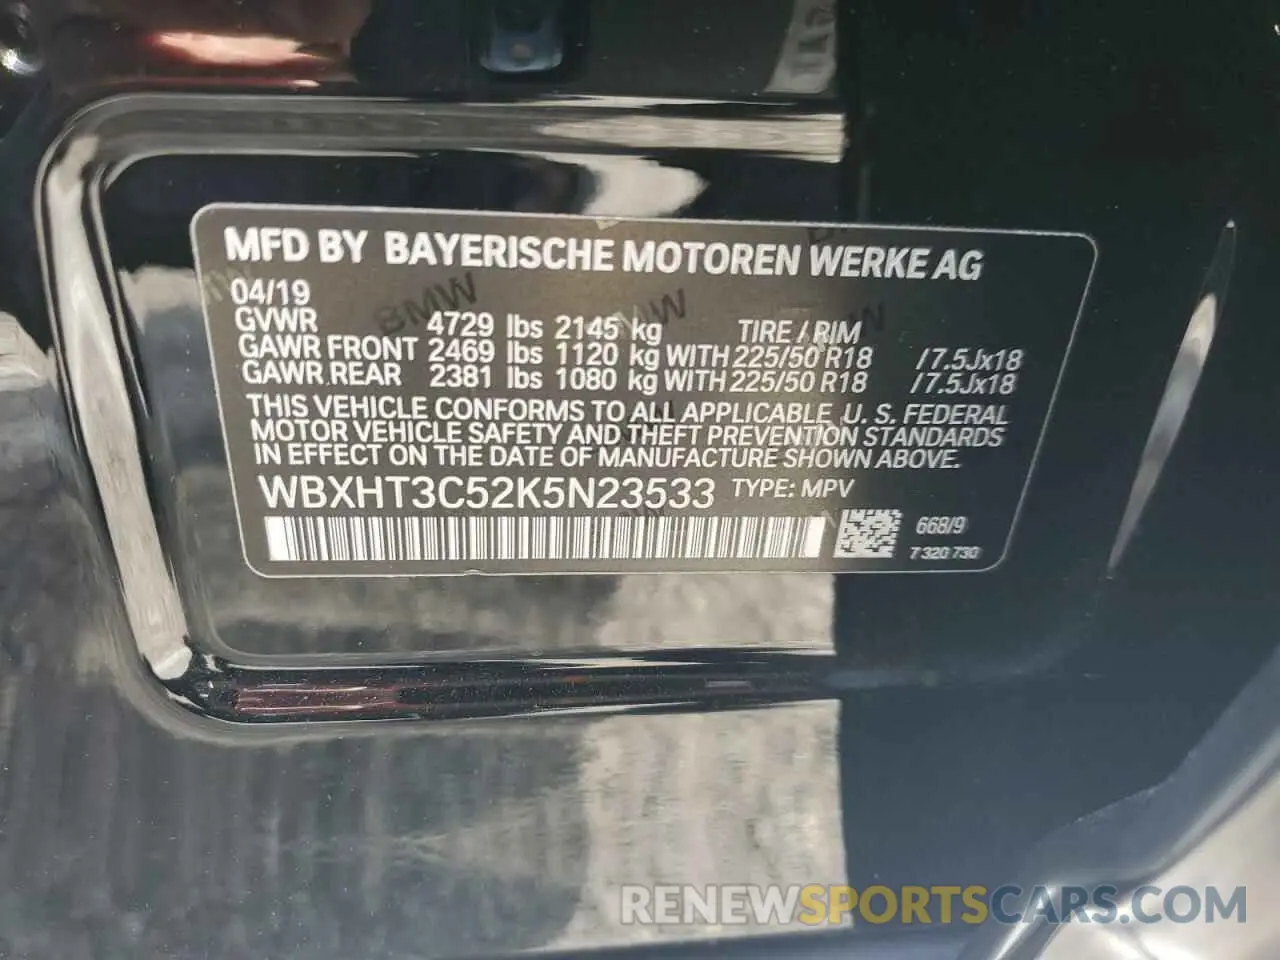 MFD BY BAYERISCHE MOTOREN WERKE AG
04/19
GVWR 4729 lbs 2145 kg TIRE / RIM
GAWR FRONT 2469 lbs 1120 kg WITH 225/50 R18 / 7.5Jx18
GAWR REAR 2381 lbs 1080 kg WITH 225/50 R18 / 7.5Jx18
THIS VEHICLE CONFORMS TO ALL APPLICABLE U. S. FEDERAL
MOTOR VEHICLE SAFETY AND THEFT PREVENTION STANDARDS
IN EFFECT ON THE DATE OF MANUFACTURE SHOWN ABOVE.
WBXHT3C52K5N23533 TYPE: MPV
668/9
7 320 730
RENEWSPORTSCARS.COM